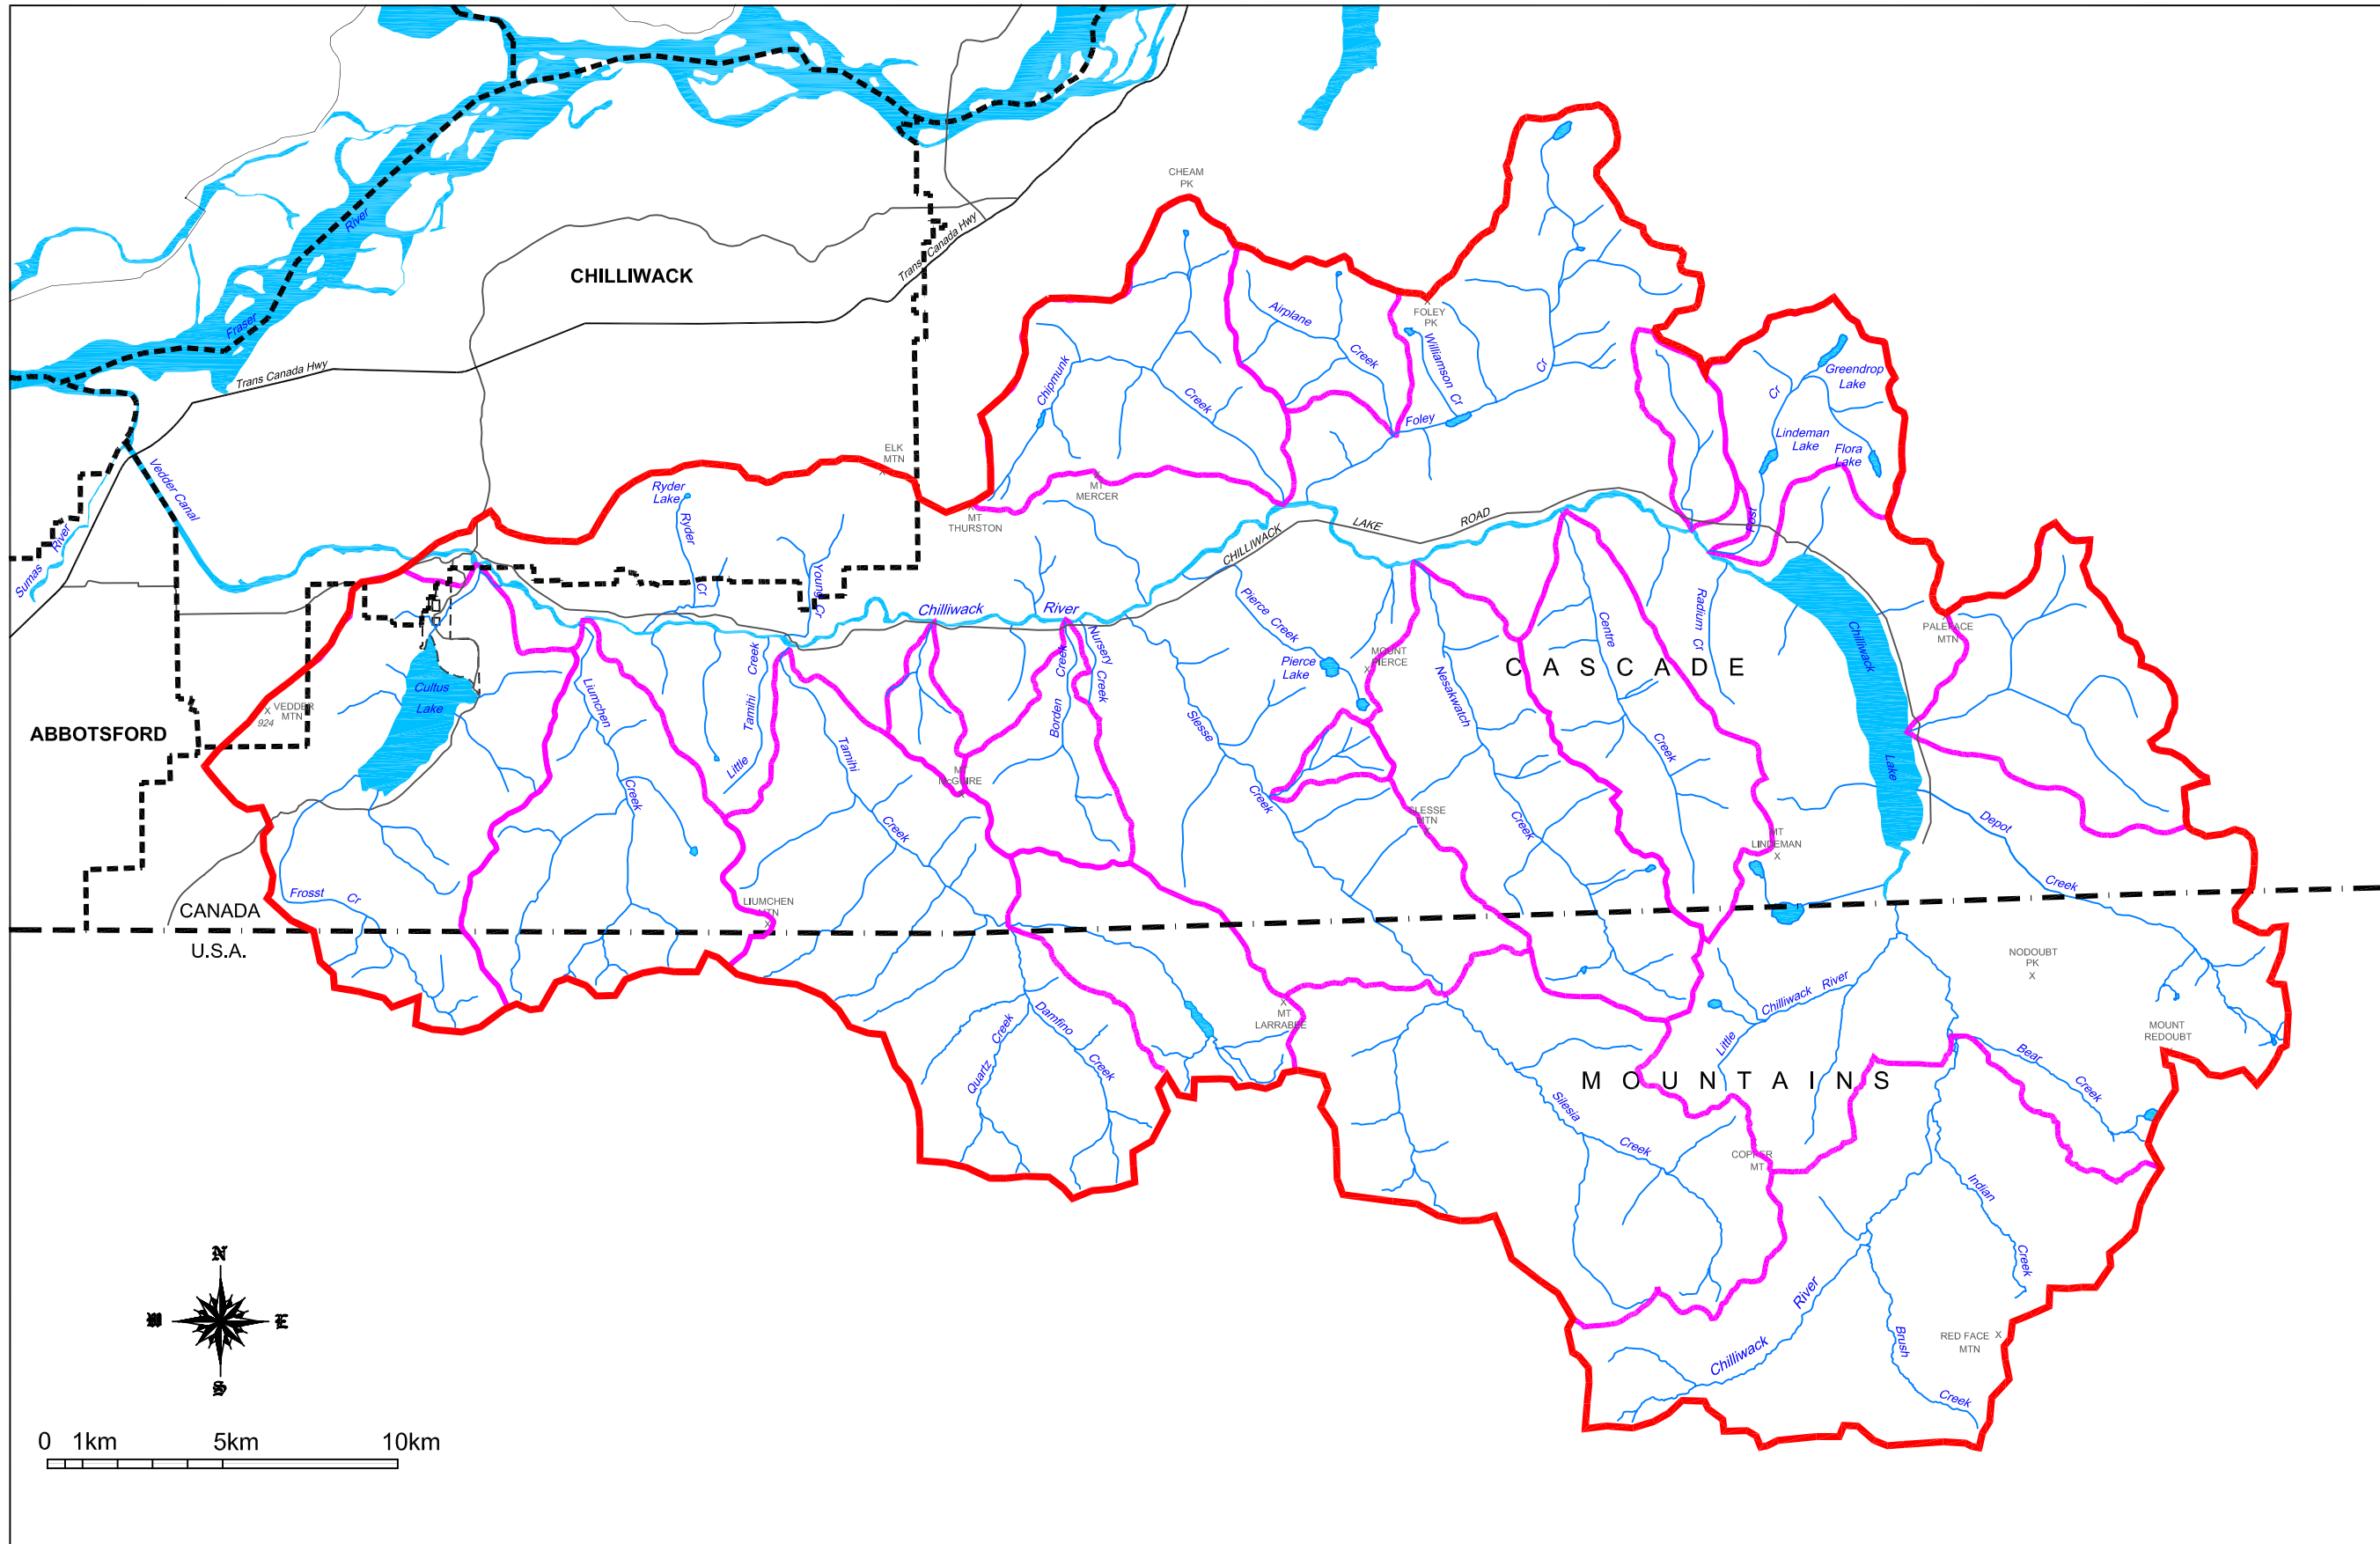 CHEAM
PK
CHILLIWACK
River
Fraser
Trans Canada Hwy
Trans Canada Hwy
Airplane
Creek
FOLEY
PK
Williamson Cr
Cr
Foley
Chipmunk
Creek
Greendrop
Lake
Cr
Lindeman
Lake
Flora
Lake
Post
ELK
MTN
Vedder Canal
Sumas
River
Ryder
Lake
Ryder
Cr
Young Cr
MT
MERCER
MT
THURSTON
CHILLIWACK
LAKE
ROAD
Chilliwack
River
Pierce Creek
Pierce
Lake
MOUNT
PIERCE
X
Nursery
Creek
Borden
Creek
Slesse
Creek
Nesakwatch
Creek
Centre
Creek
Radium Cr
Chilliwack
Lake
PALEFACE
MTN
CASCADE
Cultus
Lake
X VEDDER
MTN
924
ABBOTSFORD
Liumchen
Creek
Little
Tamihi
Creek
Tamihi
Creek
MT
McGUIRE
SLESSE
MTN
X
MT
LINDEMAN
X
Depot
Creek
Frosst
Cr
CANADA
U.S.A.
LIUMCHEN
MTN
X
NODOUBT
PK
X
X
MT
LARRABEE
Damfino
Creek
Quartz
Creek
Chilliwack
River
Little
MOUNT
REDOUBT
Bear
Creek
MOUNTAINS
Silesia
Creek
COPPER
MT
Indian
Creek
River
Chilliwack
Brush
Creek
RED FACE X
MTN
N
W
E
S
0 1km 5km 10km